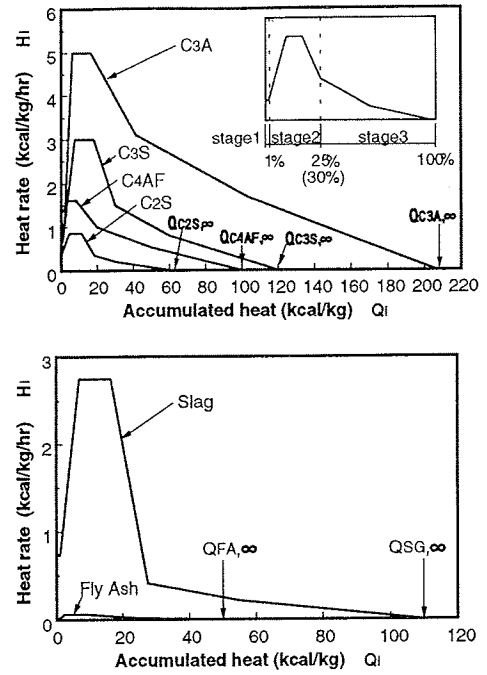 Heat rate (kcal/kg/hr) HI
6
5
4
3
2
1
0
C3A
C3S
C4AF
C2S
stage1 stage2 stage3
1% 25% 100%
(30%)
QC2S,∞ QC4AF,∞ QC3S,∞ QC3A,∞
0 20 40 60 80 100 120 140 160 180 200 220
Accumulated heat (kcal/kg) QI
Heat rate (kcal/kg/hr) HI
3
2
1
0
Slag
Fly Ash
QFA,∞ QSG,∞
0 20 40 60 80 100 120
Accumulated heat (kcal/kg) QI